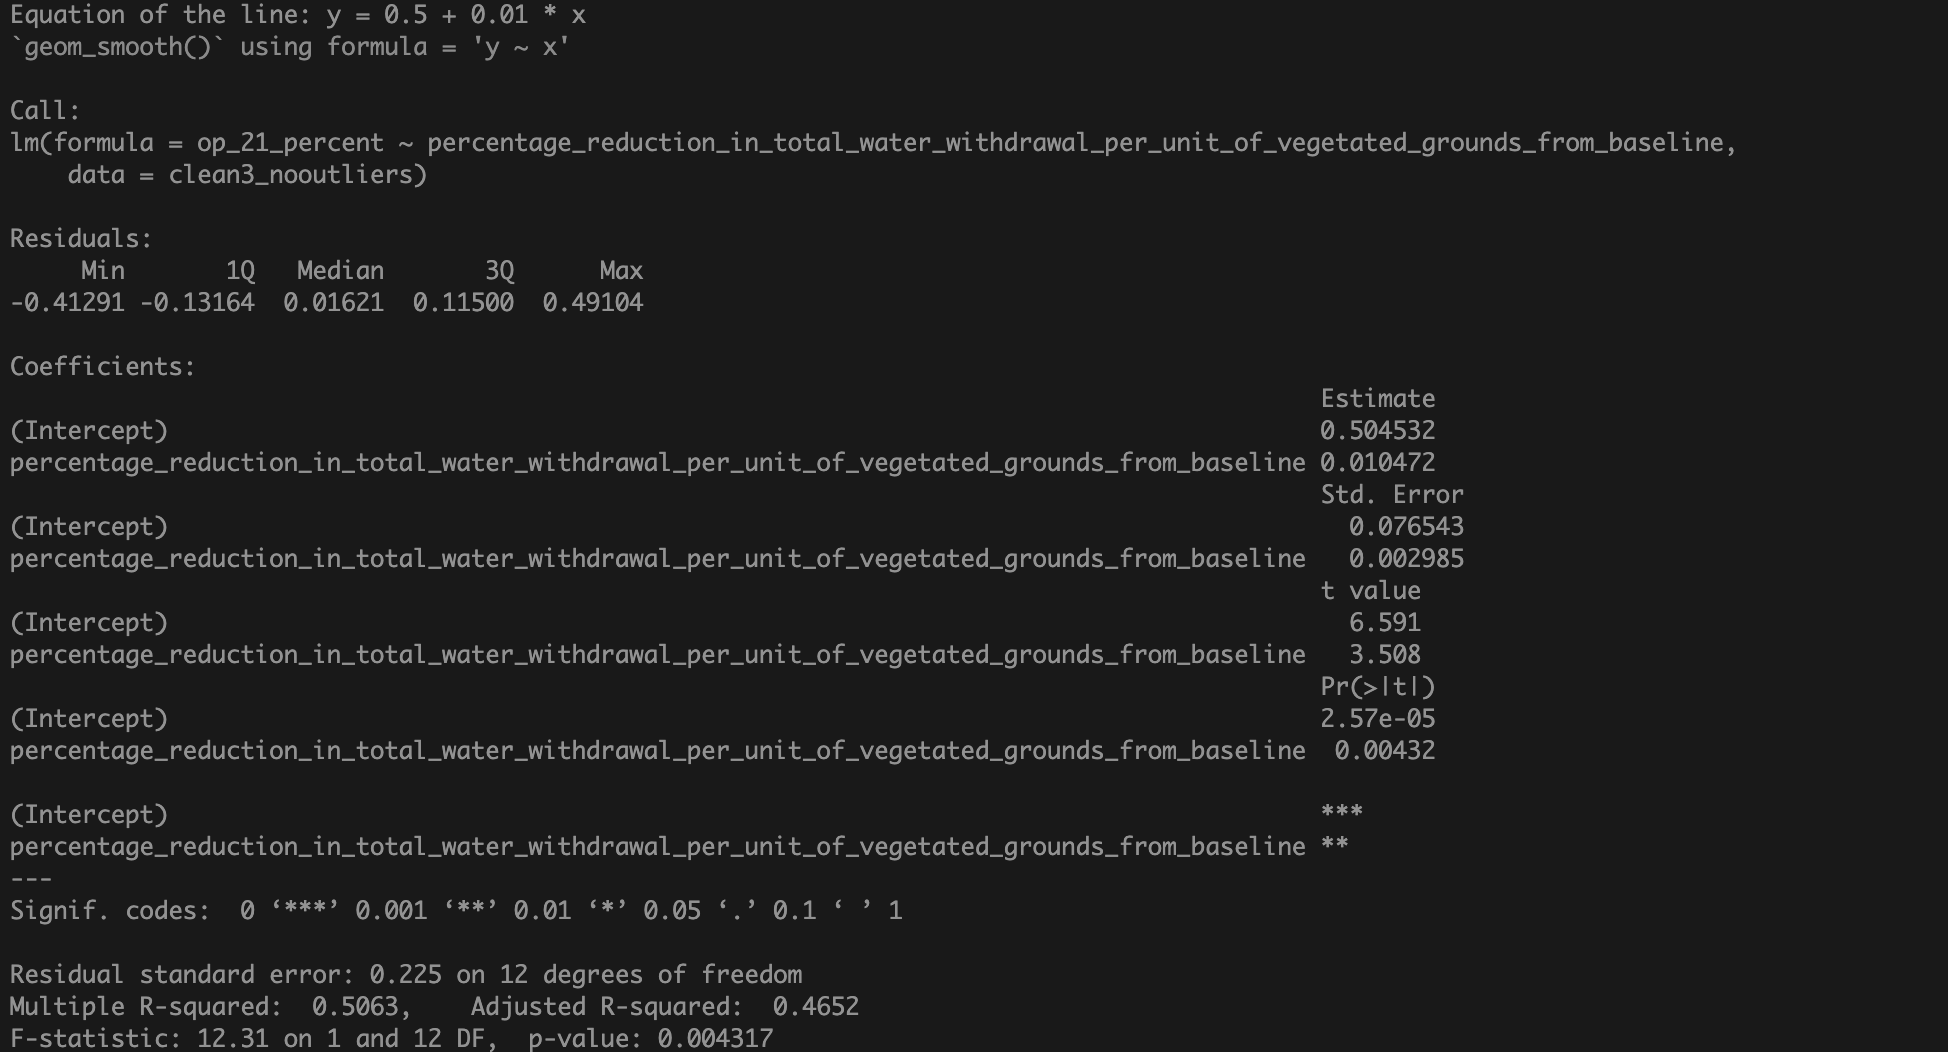 Equation of the line: y = 0.5 + 0.01 * x
`geom_smooth()` using formula = 'y ~ x'
Call:
lm(formula = op_21_percent ~ percentage_reduction_in_total_water_withdrawal_per_unit_of_vegetated_grounds_from_baseline,
    data = clean3_nooutliers)
Residuals:
     Min       1Q   Median       3Q      Max
-0.41291 -0.13164  0.01621  0.11500  0.49104
Coefficients:
Estimate
(Intercept) 0.504532
percentage_reduction_in_total_water_withdrawal_per_unit_of_vegetated_grounds_from_baseline 0.010472
Std. Error
(Intercept) 0.076543
percentage_reduction_in_total_water_withdrawal_per_unit_of_vegetated_grounds_from_baseline 0.002985
t value
(Intercept) 6.591
percentage_reduction_in_total_water_withdrawal_per_unit_of_vegetated_grounds_from_baseline 3.508
Pr(>|t|)
(Intercept) 2.57e-05
percentage_reduction_in_total_water_withdrawal_per_unit_of_vegetated_grounds_from_baseline 0.00432
(Intercept) ***
percentage_reduction_in_total_water_withdrawal_per_unit_of_vegetated_grounds_from_baseline **
---
Signif. codes:  0 ‘***’ 0.001 ‘**’ 0.01 ‘*’ 0.05 ‘.’ 0.1 ‘ ’ 1
Residual standard error: 0.225 on 12 degrees of freedom
Multiple R-squared:  0.5063,    Adjusted R-squared:  0.4652
F-statistic: 12.31 on 1 and 12 DF,  p-value: 0.004317